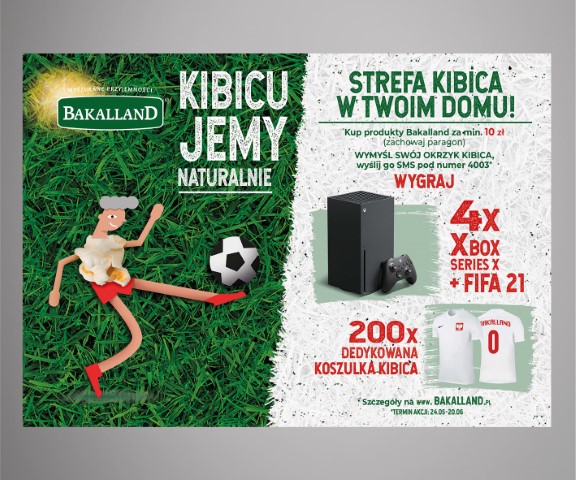 WYSZUKANE PRZYJEMNOŚCI
BAKALLAND
KIBICU
JEMY
NATURALNIE
STREFA KIBICA
W TWOIM DOMU!
Kup produkty Bakalland za min. 10 zł
(zachowaj paragon)
WYMYŚL SWÓJ OKRZYK KIBICA,
wyślij go SMS pod numer 4003*
WYGRAJ
4X
XBOX
SERIES X
+ FIFA 21
200x
DEDYKOWANA
KOSZULKA KIBICA
BAKALLAND
0
* Szczegóły na www. BAKALLAND.PL
*TERMIN AKCJI: 24.05-20.06